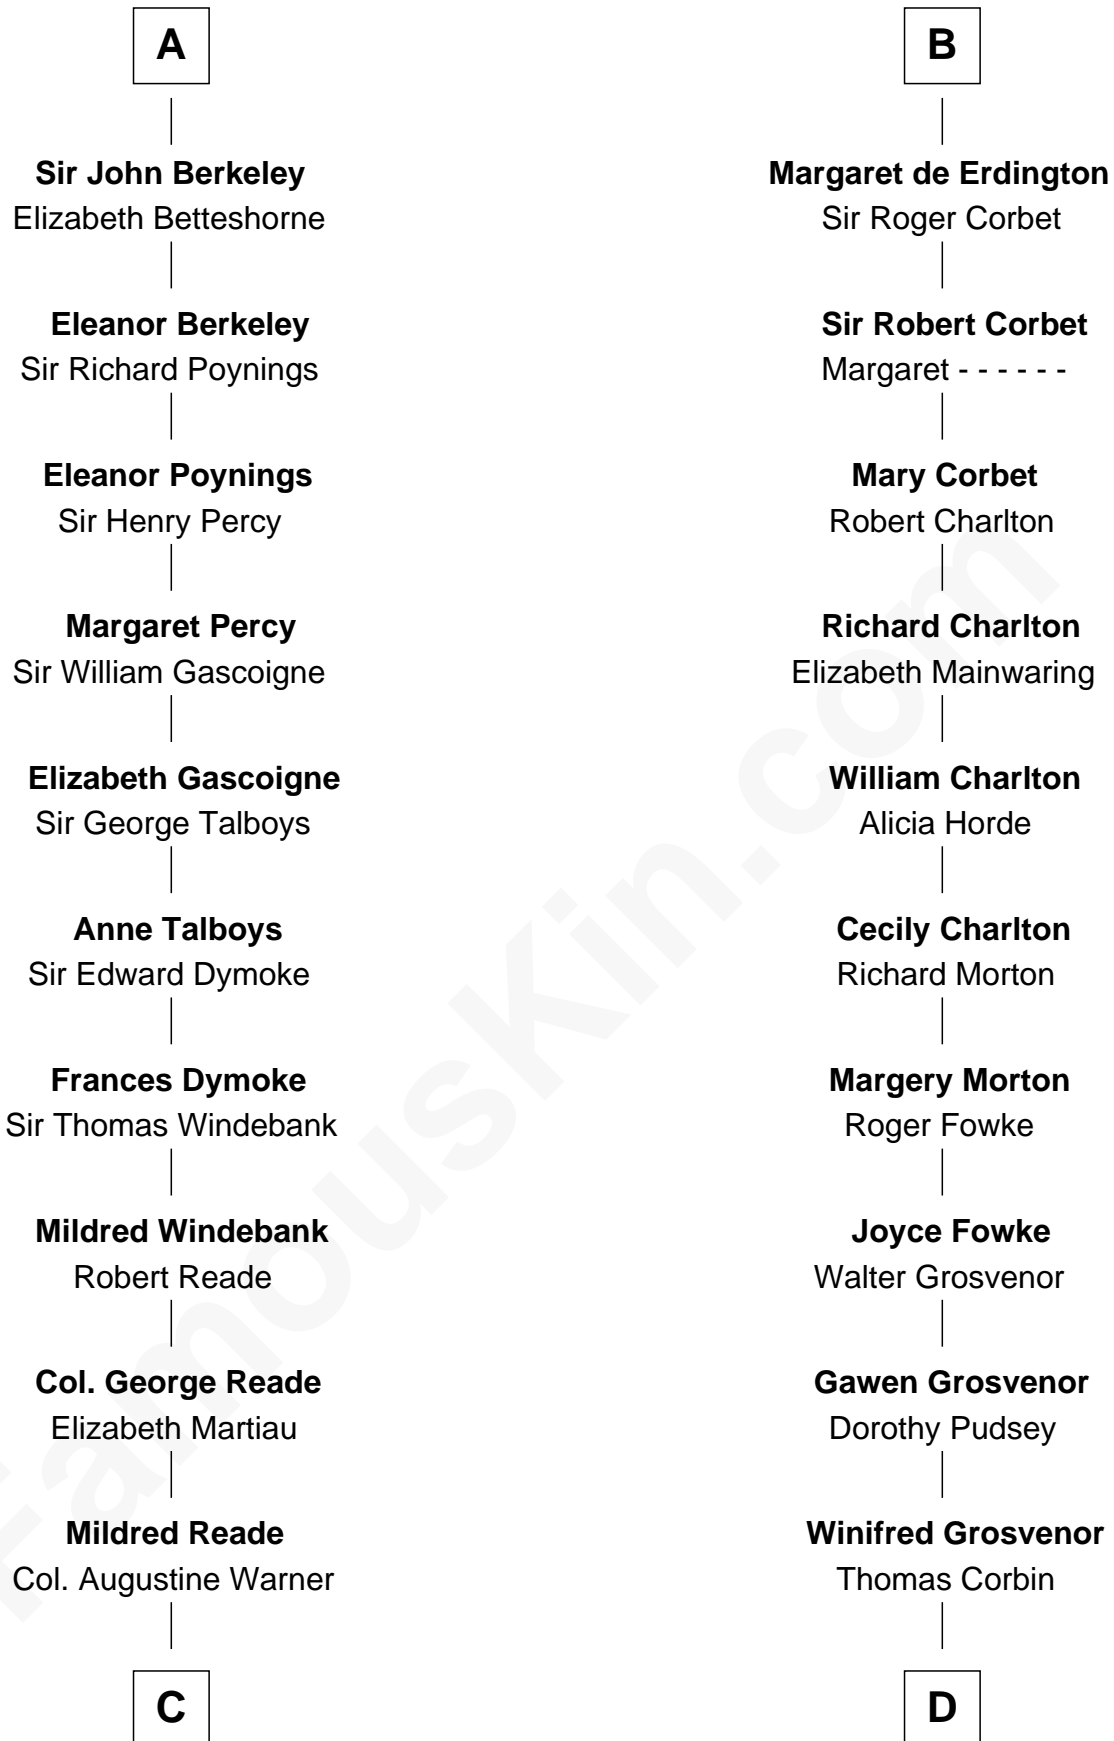 A
Sir John Berkeley
Elizabeth Betteshorne
Eleanor Berkeley
Sir Richard Poynings
Eleanor Poynings
Sir Henry Percy
Margaret Percy
Sir William Gascoigne
Elizabeth Gascoigne
Sir George Talboys
Anne Talboys
Sir Edward Dymoke
Frances Dymoke
Sir Thomas Windebank
Mildred Windebank
Robert Reade
Col. George Reade
Elizabeth Martiau
Mildred Reade
Col. Augustine Warner
C
B
Margaret de Erdington
Sir Roger Corbet
Sir Robert Corbet
Margaret - - - - - -
Mary Corbet
Robert Charlton
Richard Charlton
Elizabeth Mainwaring
William Charlton
Alicia Horde
Cecily Charlton
Richard Morton
Margery Morton
Roger Fowke
Joyce Fowke
Walter Grosvenor
Gawen Grosvenor
Dorothy Pudsey
Winifred Grosvenor
Thomas Corbin
D
FamousKin.com